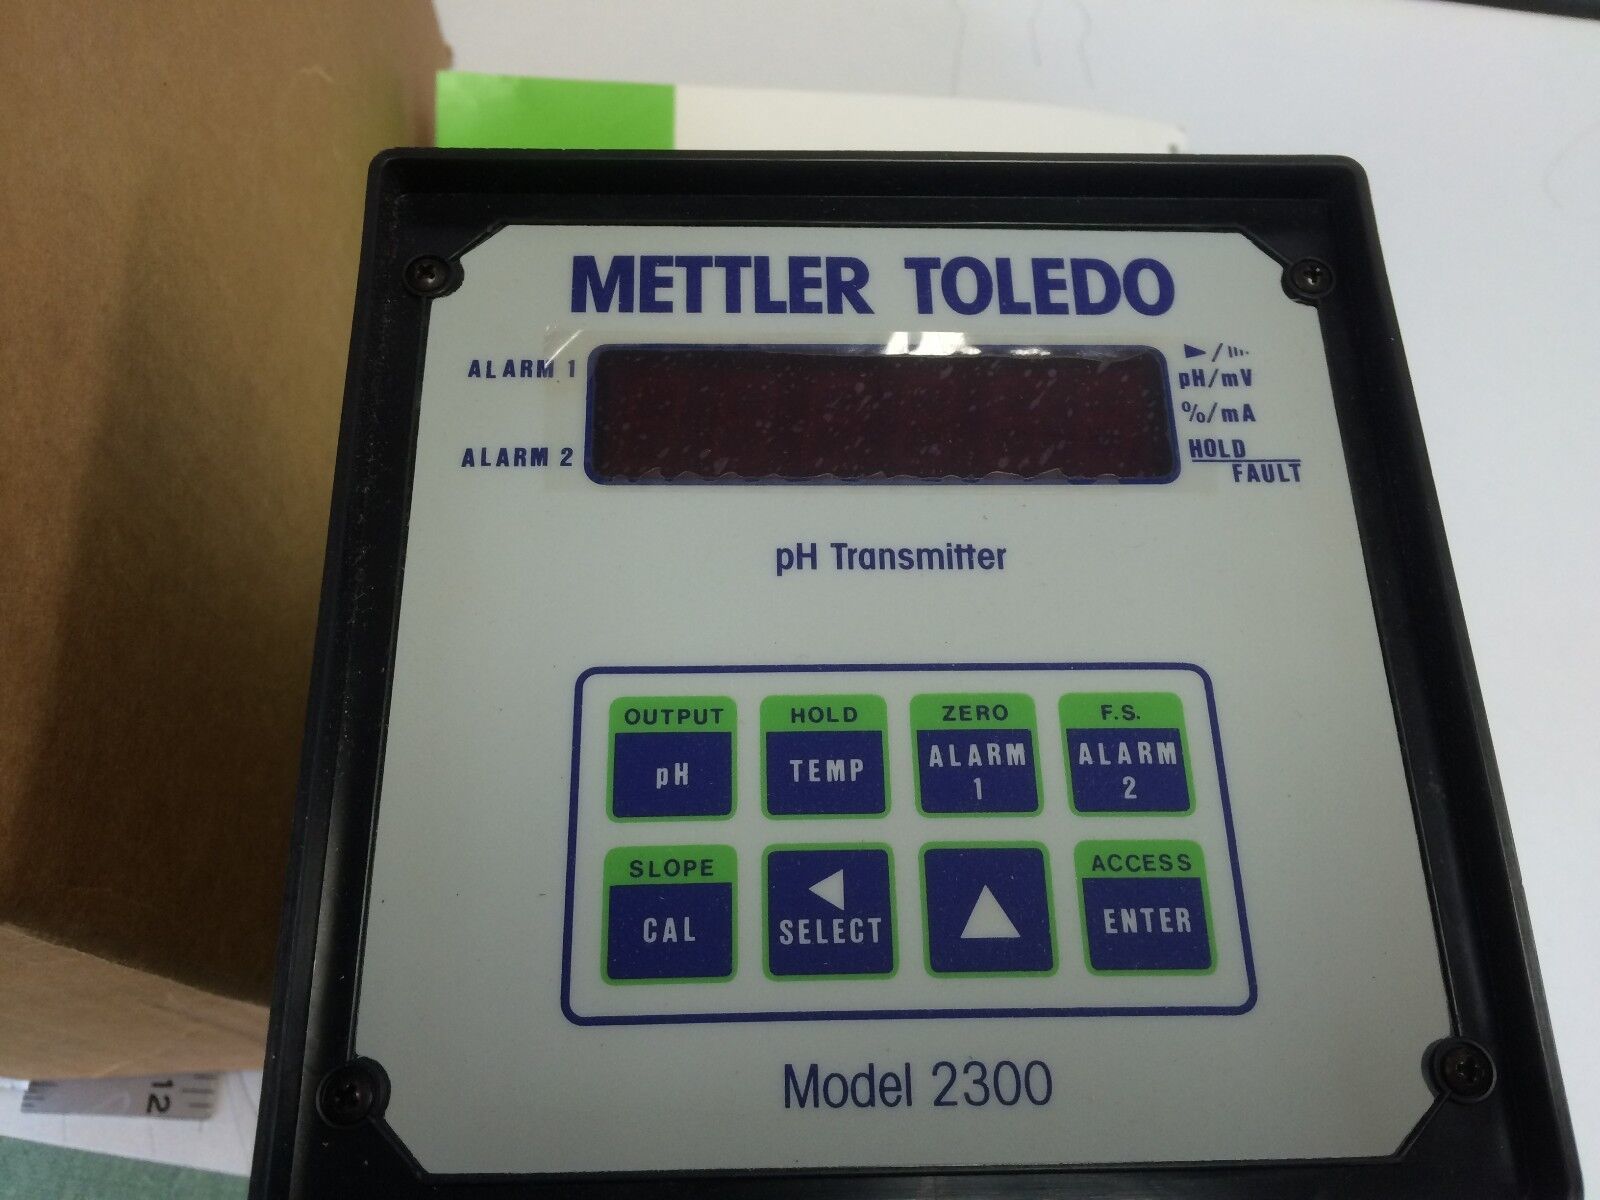 METTLER TOLEDO
ALARM 1
ALARM 2
pH/mV
%/mA
HOLD
FAULT
pH Transmitter
OUTPUT
pH
HOLD
TEMP
ZERO
ALARM
1
F.S.
ALARM
2
SLOPE
CAL
SELECT
ACCESS
ENTER
Model 2300
12